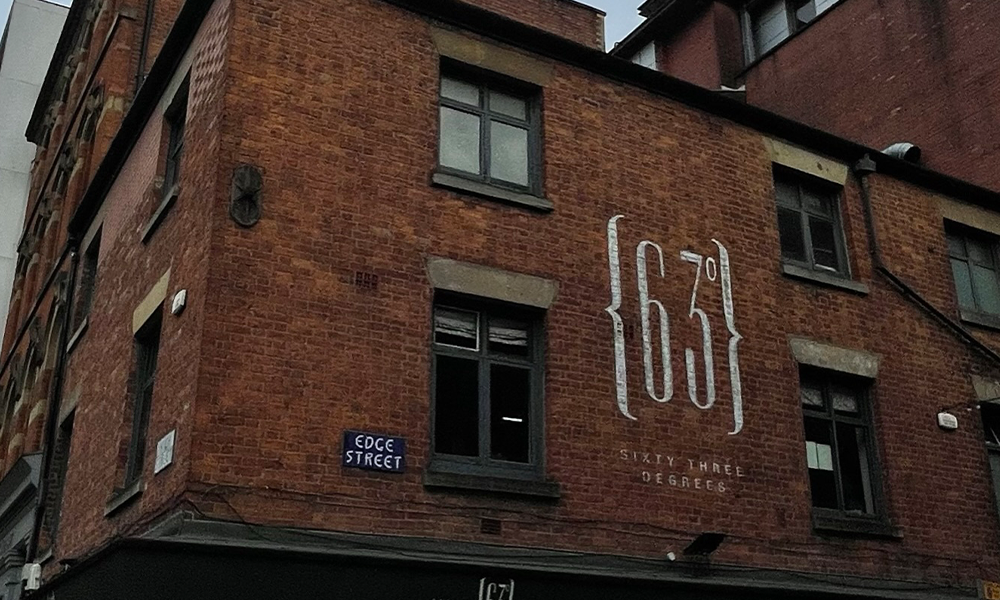 {63°}
SIXTY THREE
DEGREES
EDGE
STREET